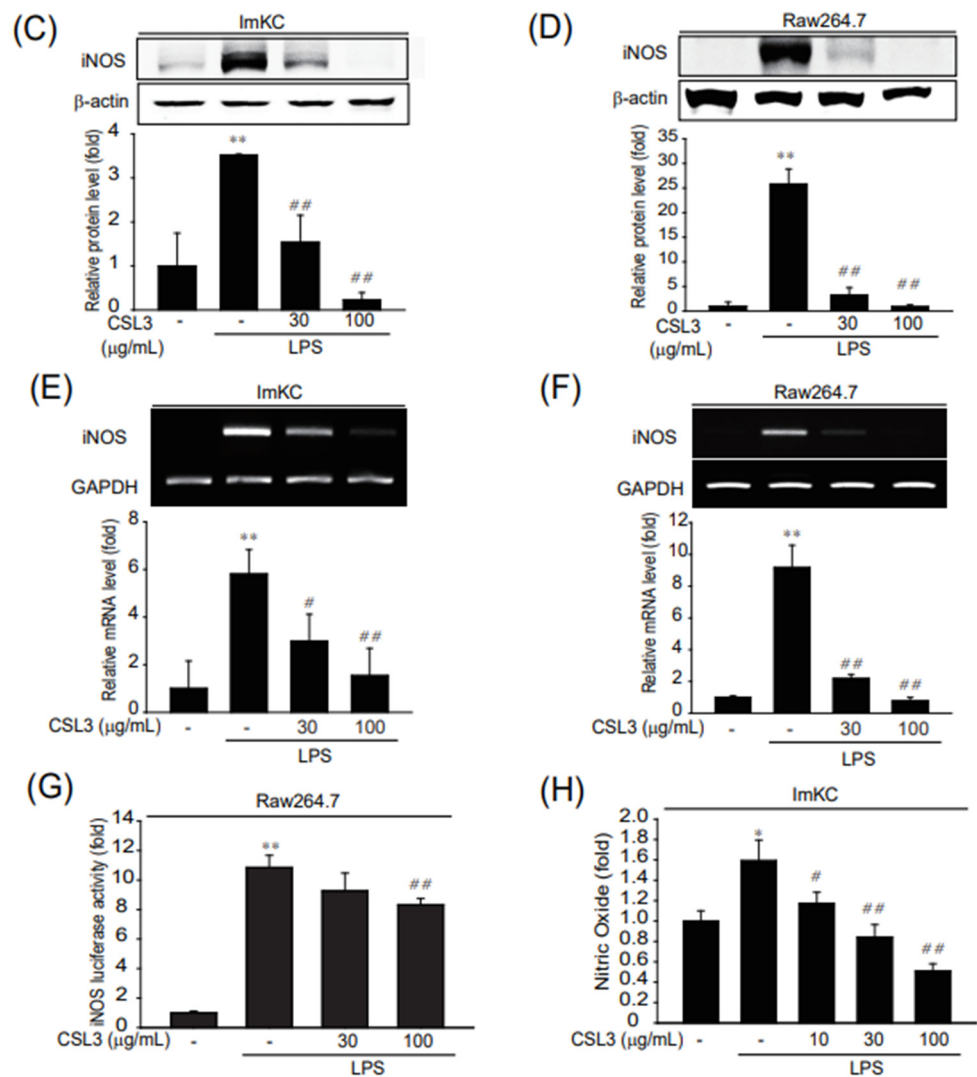 (C)
ImKC
iNOS
β-actin
Relative protein level (fold)
4
3
2
1
0
**
##
##
CSL3 - - 30 100
(μg/mL) LPS
(D)
Raw264.7
iNOS
β-actin
Relative protein level (fold)
35
30
25
20
15
10
5
0
**
##
##
CSL3 - - 30 100
(μg/mL) LPS
(E)
ImKC
iNOS
GAPDH
Relative mRNA level (fold)
8
6
4
2
0
**
#
##
CSL3 (μg/mL) - - 30 100
LPS
(F)
Raw264.7
iNOS
GAPDH
Relative mRNA level (fold)
12
10
8
6
4
2
0
**
##
##
CSL3 (μg/mL) - - 30 100
LPS
(G)
Raw264.7
iNOS luciferase activity (fold)
14
12
10
8
6
4
2
0
**
##
CSL3 (μg/mL) - - 30 100
LPS
(H)
ImKC
Nitric Oxide (fold)
1.8
1.6
1.4
1.2
1.0
0.8
0.6
0.4
0.2
0
*
#
##
##
CSL3 (μg/mL) - - 10 30 100
LPS